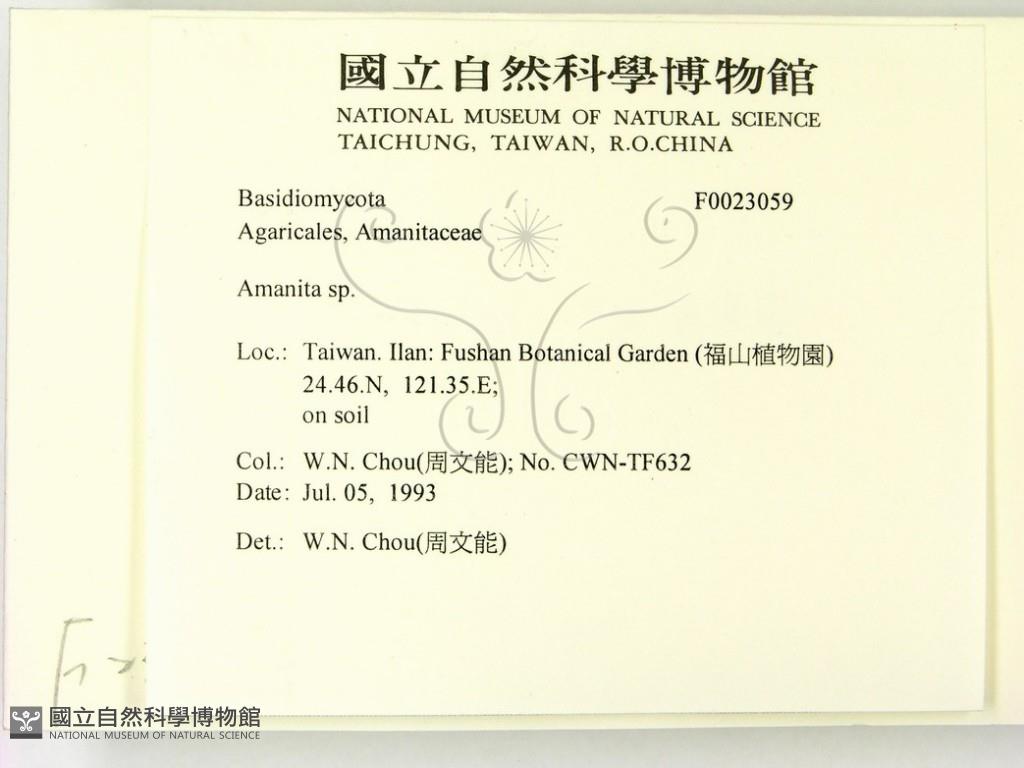 國立自然科學博物館
NATIONAL MUSEUM OF NATURAL SCIENCE
TAICHUNG, TAIWAN, R.O.CHINA
Basidiomycota F0023059
Agaricales, Amanitaceae
Amanita sp.
Loc.: Taiwan. Ilan: Fushan Botanical Garden (福山植物園)
24.46.N, 121.35.E;
on soil
Col.: W.N. Chou(周文能); No. CWN-TF632
Date: Jul. 05, 1993
Det.: W.N. Chou(周文能)
國立自然科學博物館
NATIONAL MUSEUM OF NATURAL SCIENCE